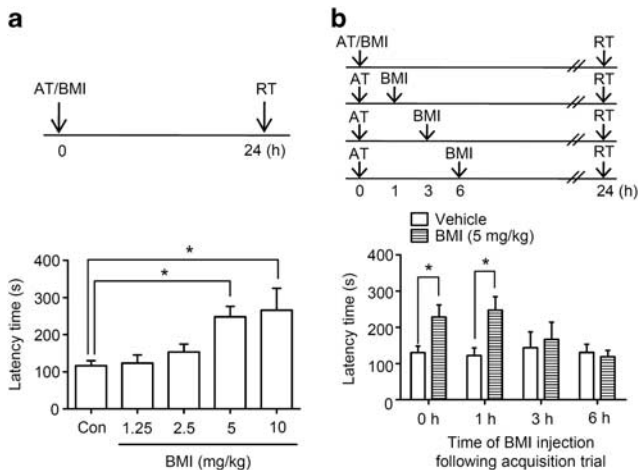 a
AT/BMI
RT
0
24 (h)
Latency time (s)
400
300
200
100
0
*
*
Con
1.25
2.5
5
10
BMI (mg/kg)
b
AT/BMI
RT
AT
BMI
RT
AT
BMI
RT
AT
BMI
RT
0
1
3
6
24 (h)
Vehicle
BMI (5 mg/kg)
Latency time (s)
400
300
200
100
0
*
*
0 h
1 h
3 h
6 h
Time of BMI injection
following acquisition trial